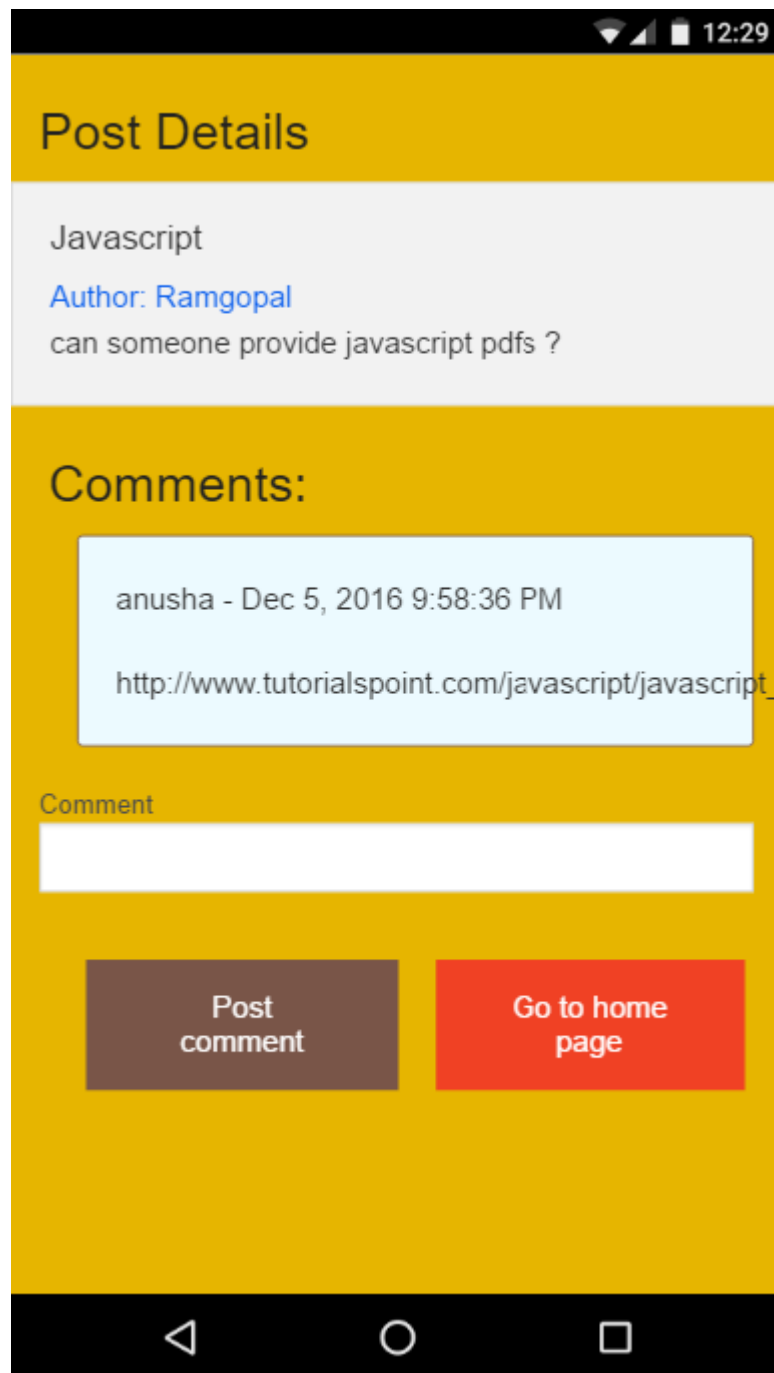 12:29
Post Details
Javascript
Author: Ramgopal
can someone provide javascript pdfs ?
Comments:
anusha - Dec 5, 2016 9:58:36 PM
http://www.tutorialspoint.com/javascript/javascript_
Comment
Post
comment
Go to home
page